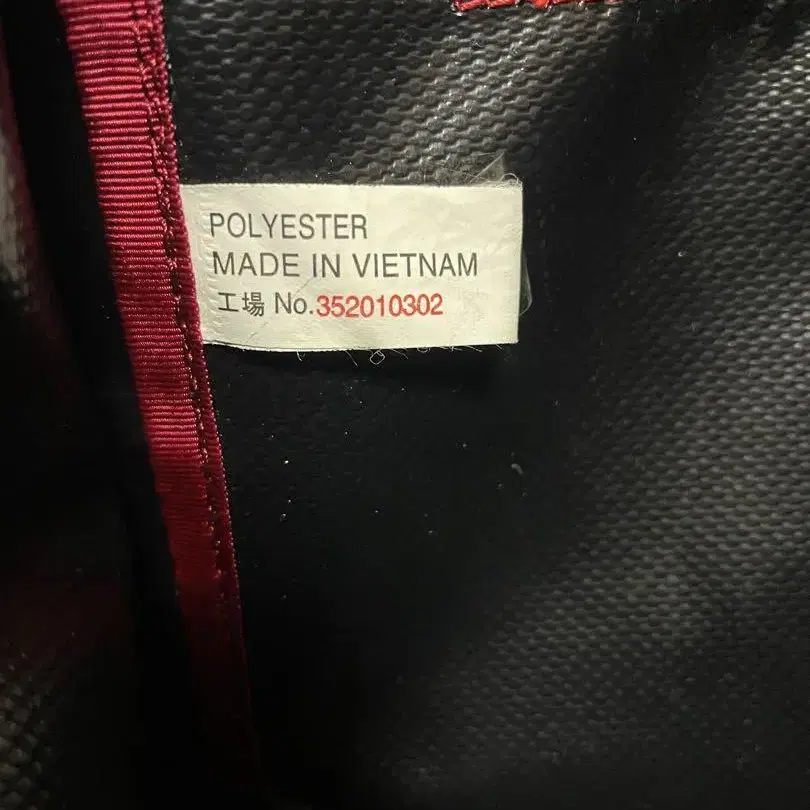 POLYESTER
MADE IN VIETNAM
工場 No.352010302